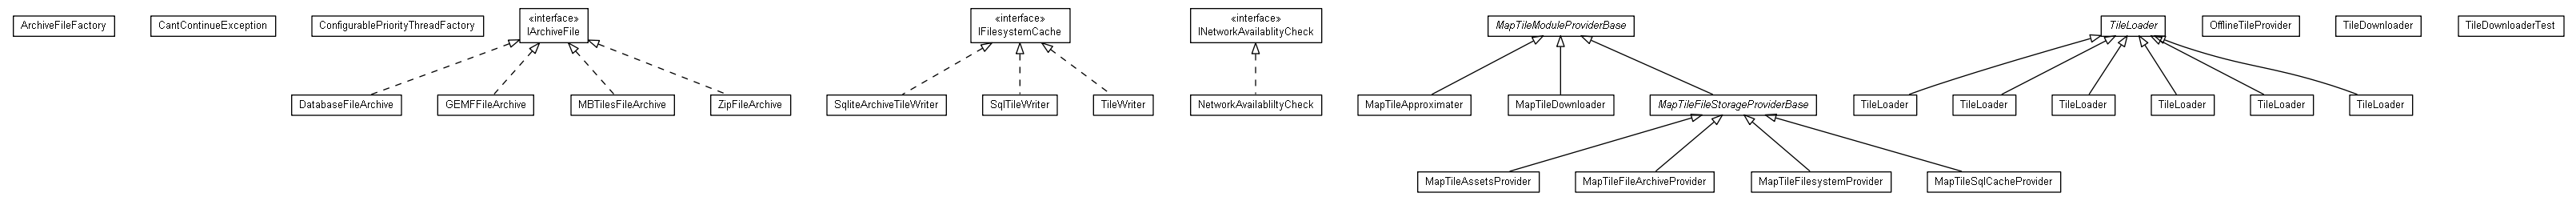 ArchiveFileFactory
CantContinueException
ConfigurablePriorityThreadFactory
«interface»
IArchiveFile
«interface»
IFilesystemCache
«interface»
INetworkAvailablityCheck
MapTileModuleProviderBase
TileLoader
OfflineTileProvider
TileDownloader
TileDownloaderTest
DatabaseFileArchive
GEMFFileArchive
MBTilesFileArchive
ZipFileArchive
SqliteArchiveTileWriter
SqlTileWriter
TileWriter
NetworkAvailabliltyCheck
MapTileApproximater
MapTileDownloader
MapTileFileStorageProviderBase
TileLoader
TileLoader
TileLoader
TileLoader
TileLoader
TileLoader
MapTileAssetsProvider
MapTileFileArchiveProvider
MapTileFilesystemProvider
MapTileSqlCacheProvider